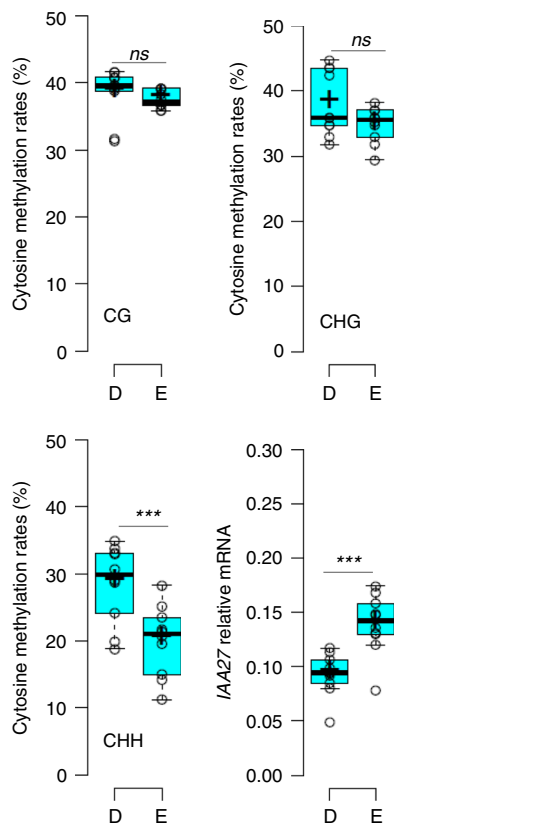 Cytosine methylation rates (%)
50
40
30
20
10
0
ns
CG
D E
Cytosine methylation rates (%)
50
40
30
20
10
0
ns
CHG
D E
Cytosine methylation rates (%)
50
40
30
20
10
0
***
CHH
D E
IAA27 relative mRNA
0.30
0.25
0.20
0.15
0.10
0.05
0.00
***
D E